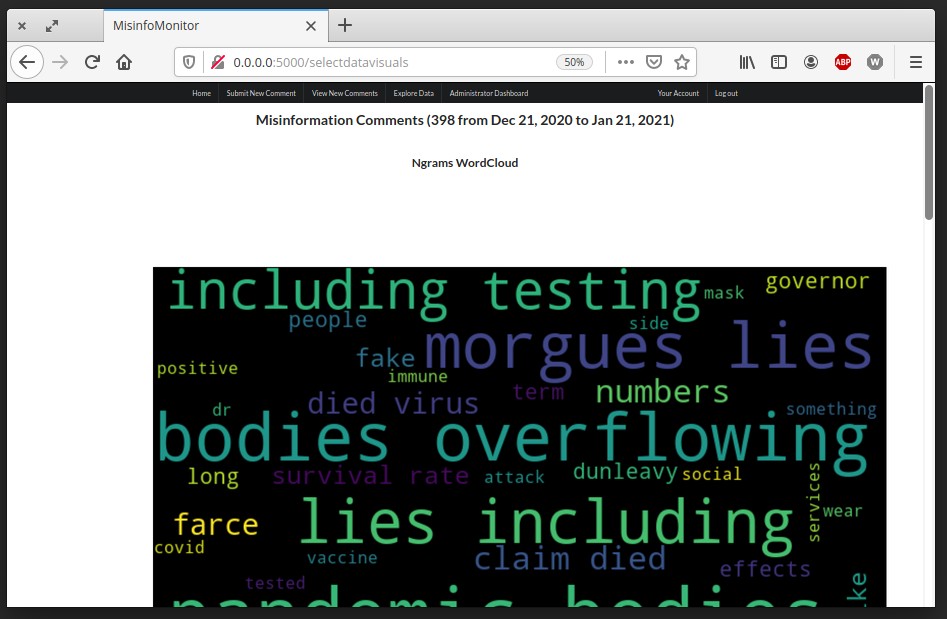 MisinfoMonitor
0.0.0.0:5000/selectdatavisuals 50%
ABP W
Home Submit New Comment View New Comments Explore Data Administrator Dashboard Your Account Log out
Misinformation Comments (398 from Dec 21, 2020 to Jan 21, 2021)
Ngrams WordCloud
including testing mask governor
people side
fake morgues lies
positive immune
term numbers
dr died virus something
bodies overflowing
long survival rate attack dunleavy social
services
farce lies including wear
covid
vaccine claim died effects
tested
pandemic bodies